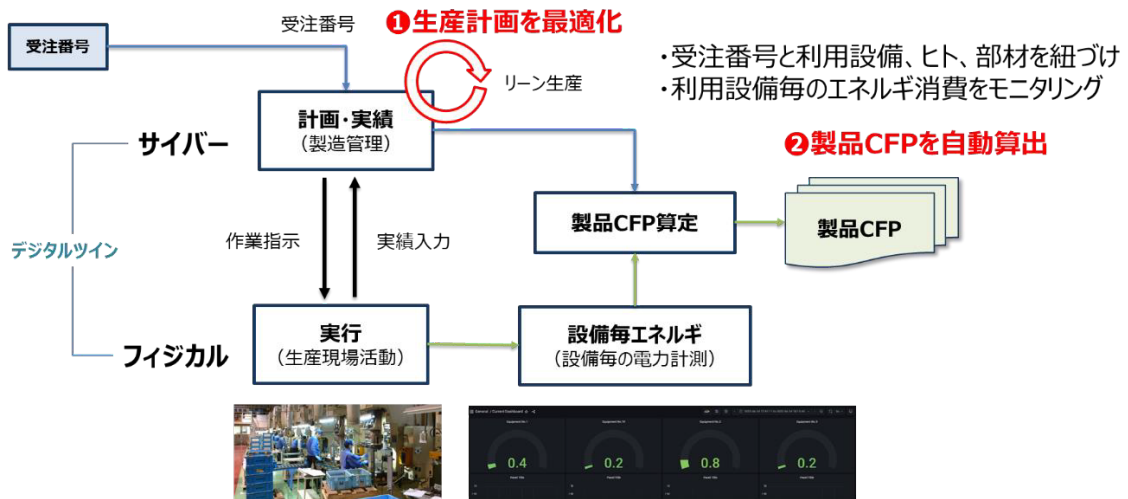 受注番号
受注番号
❶生産計画を最適化
リーン生産
・受注番号と利用設備、ヒト、部材を紐づけ
・利用設備毎のエネルギ消費をモニタリング
❷製品CFPを自動算出
サイバー
計画・実績
（製造管理）
製品CFP算定
製品CFP
デジタルツイン
作業指示
実績入力
フィジカル
実行
（生産現場活動）
設備毎エネルギ
（設備毎の電力計測）
General / Current Dashboard
0.4
0.2
0.8
0.2